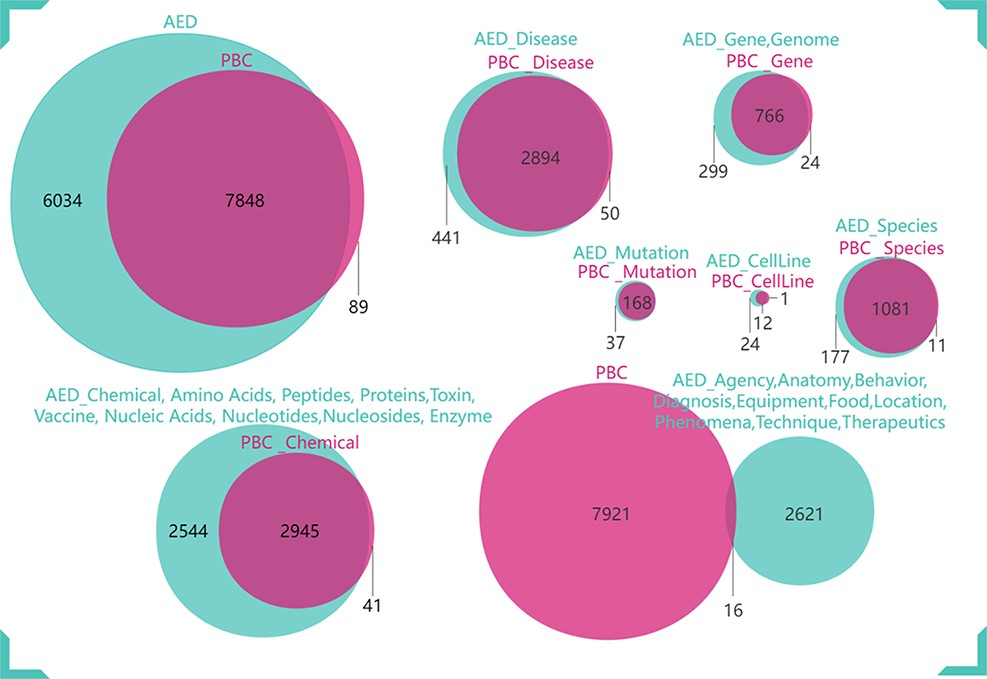 AED
PBC
6034
7848
89
AED_Disease
PBC _Disease
2894
441
50
AED_Gene,Genome
PBC _Gene
766
299
24
AED_Mutation
PBC _Mutation
168
37
AED_CellLine
PBC_CellLine
1
12
24
AED_Species
PBC _Species
1081
177
11
AED_Chemical, Amino Acids, Peptides, Proteins,Toxin,
Vaccine, Nucleic Acids, Nucleotides,Nucleosides, Enzyme
PBC _Chemical
2544
2945
41
PBC
AED_Agency,Anatomy,Behavior,
Diagnosis,Equipment,Food,Location,
Phenomena,Technique,Therapeutics
7921
2621
16